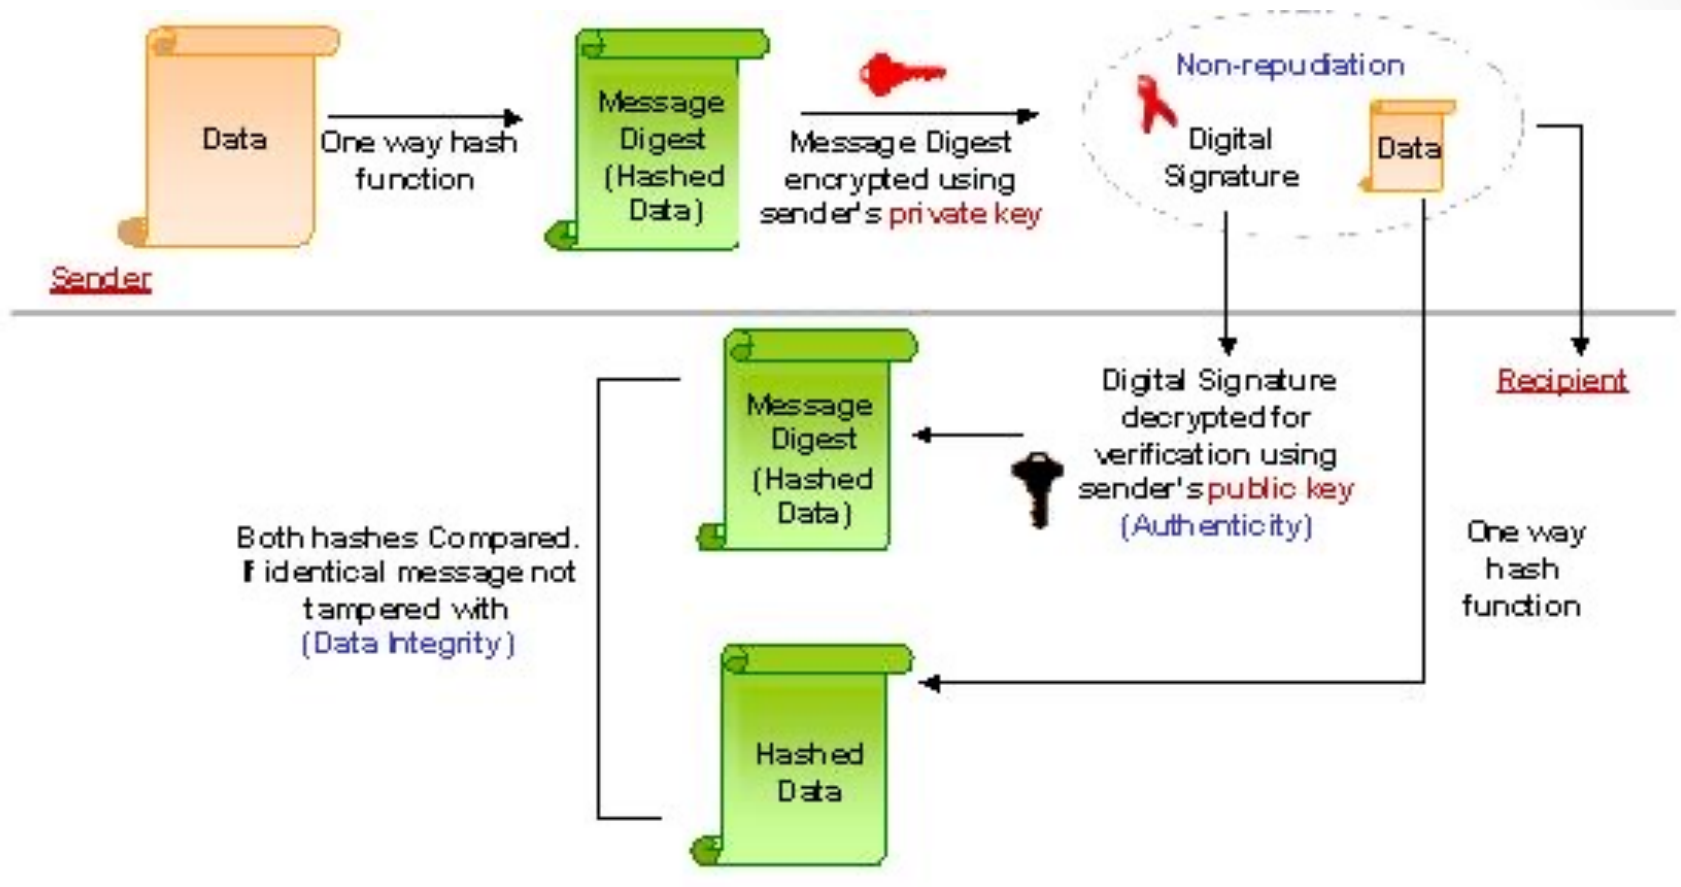 Non-repudiation
Data
One way hash
function
Message
Digest
(Hashed
Data)
Message Digest
encrypted using
sender's private key
Digital
Signature
Data
Sender
Message
Digest
(Hashed
Data)
Digital Signature
decrypted for
verification using
sender's public key
(Authenticity)
Recipient
Both hashes Compared.
If identical message not
tampered with
(Data Integrity)
One way
hash
function
Hashed
Data